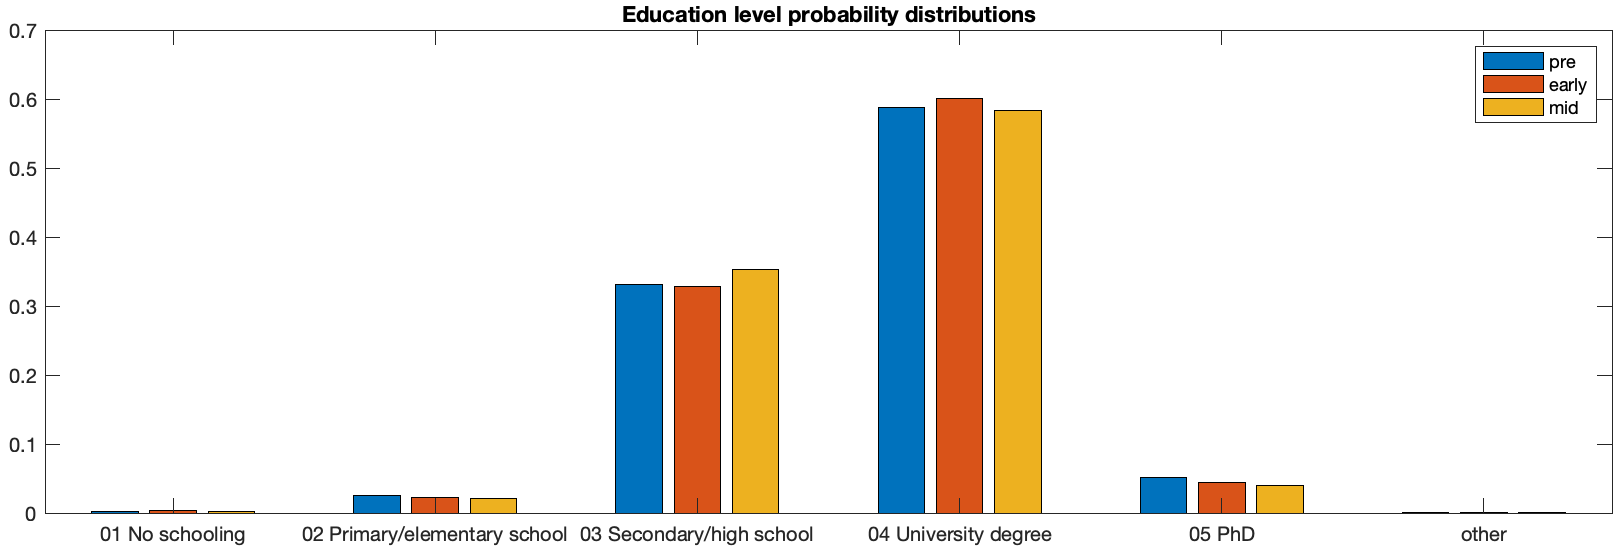 Education level probability distributions
0.7
0.6
0.5
0.4
0.3
0.2
0.1
0
pre
early
mid
01 No schooling
02 Primary/elementary school
03 Secondary/high school
04 University degree
05 PhD
other